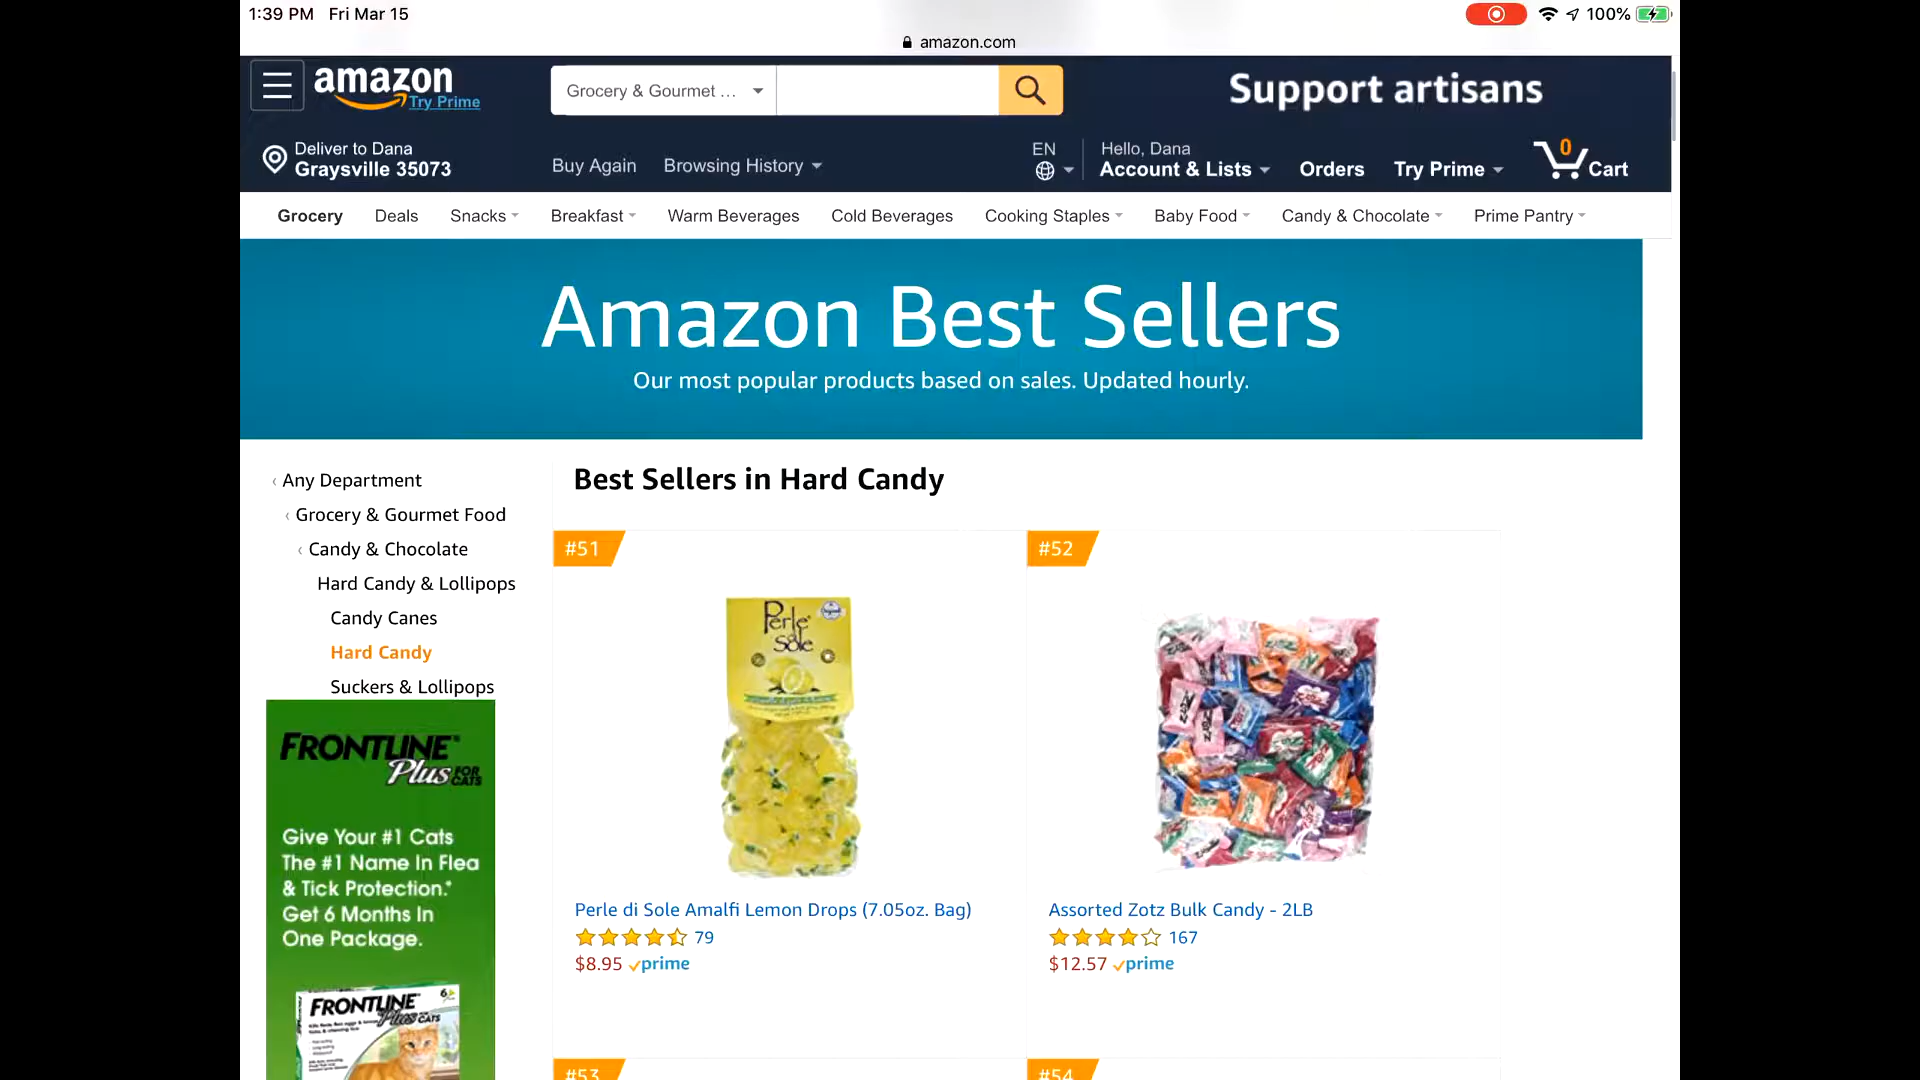 1:39 PM Fri Mar 15
100%
amazon.com
amazon
Try Prime
Grocery & Gourmet ...
Support artisans
Deliver to Dana
Graysville 35073
Buy Again
Browsing History
EN
Hello, Dana
Account & Lists
Orders
Try Prime
0
Cart
Grocery
Deals
Snacks
Breakfast
Warm Beverages
Cold Beverages
Cooking Staples
Baby Food
Candy & Chocolate
Prime Pantry
Amazon Best Sellers
Our most popular products based on sales. Updated hourly.
‹ Any Department
‹ Grocery & Gourmet Food
‹ Candy & Chocolate
Hard Candy & Lollipops
Candy Canes
Hard Candy
Suckers & Lollipops
FRONTLINE
Plus FOR CATS
Give Your #1 Cats
The #1 Name In Flea
& Tick Protection.*
Get 6 Months In
One Package.
FRONTLINE
Plus CATS
Best Sellers in Hard Candy
#51
Perle
di
Sole
Perle di Sole Amalfi Lemon Drops (7.05oz. Bag)
79
$8.95 prime
#52
Assorted Zotz Bulk Candy - 2LB
167
$12.57 prime
#53
#54